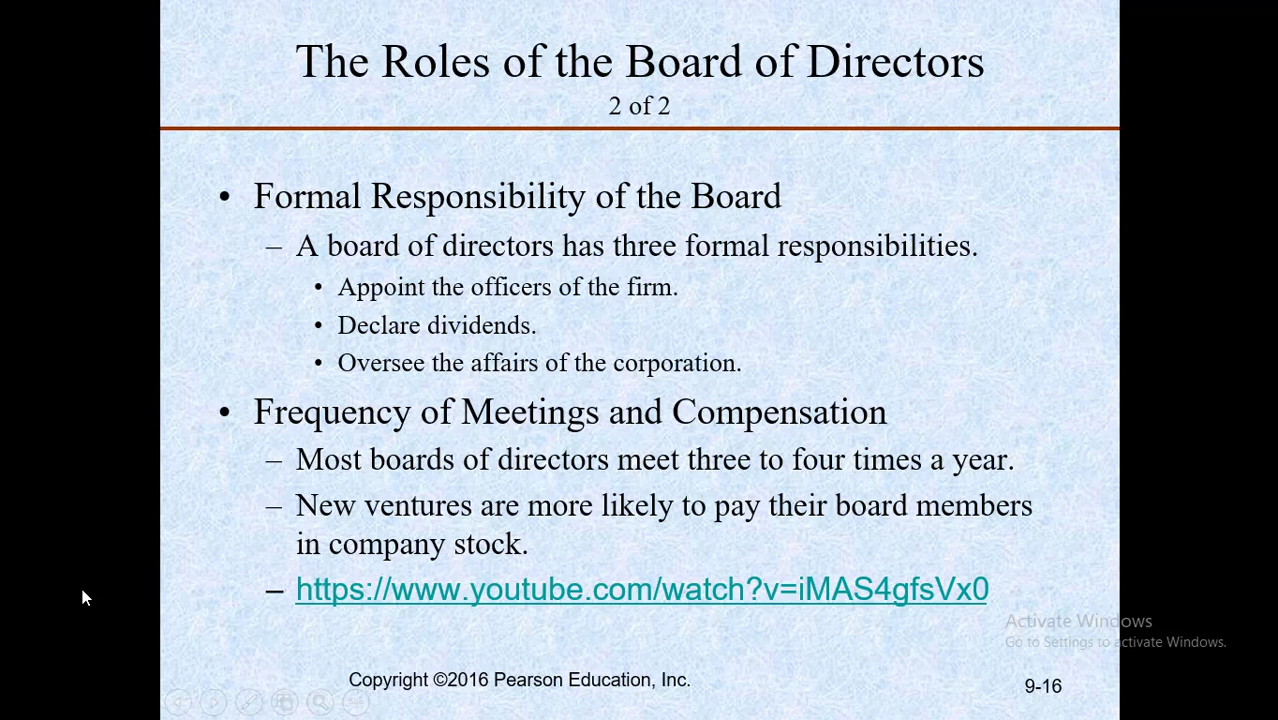 The Roles of the Board of Directors
2 of 2
• Formal Responsibility of the Board
– A board of directors has three formal responsibilities.
• Appoint the officers of the firm.
• Declare dividends.
• Oversee the affairs of the corporation.
• Frequency of Meetings and Compensation
– Most boards of directors meet three to four times a year.
– New ventures are more likely to pay their board members
in company stock.
– https://www.youtube.com/watch?v=iMAS4gfsVx0
Activate Windows
Go to Settings to activate Windows.
Copyright ©2016 Pearson Education, Inc.
9-16